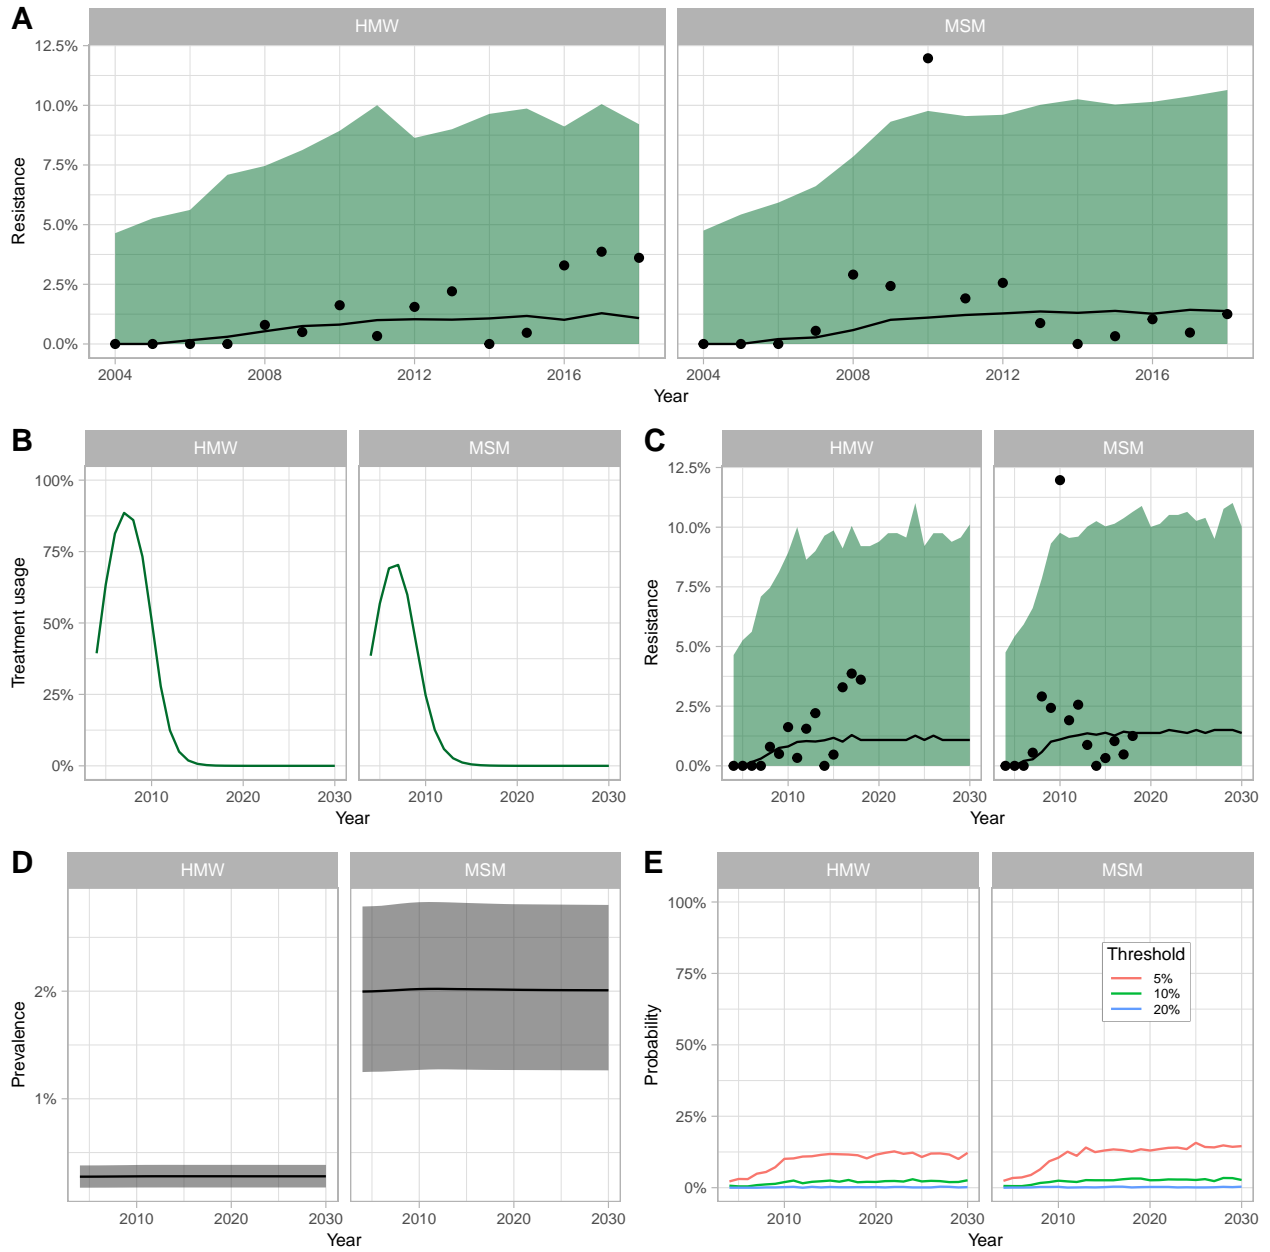 A
HMW
MSM
Resistance
12.5%
10.0%
7.5%
5.0%
2.5%
0.0%
2004
2008
2012
2016
2004
2008
2012
2016
Year
B
HMW
MSM
Treatment usage
100%
75%
50%
25%
0%
2010
2020
2030
2010
2020
2030
Year
C
HMW
MSM
Resistance
12.5%
10.0%
7.5%
5.0%
2.5%
0.0%
2010
2020
2030
2010
2020
2030
Year
D
HMW
MSM
Prevalence
2%
1%
2010
2020
2030
2010
2020
2030
Year
E
HMW
MSM
Probability
100%
75%
50%
25%
0%
Threshold
5%
10%
20%
2010
2020
2030
2010
2020
2030
Year